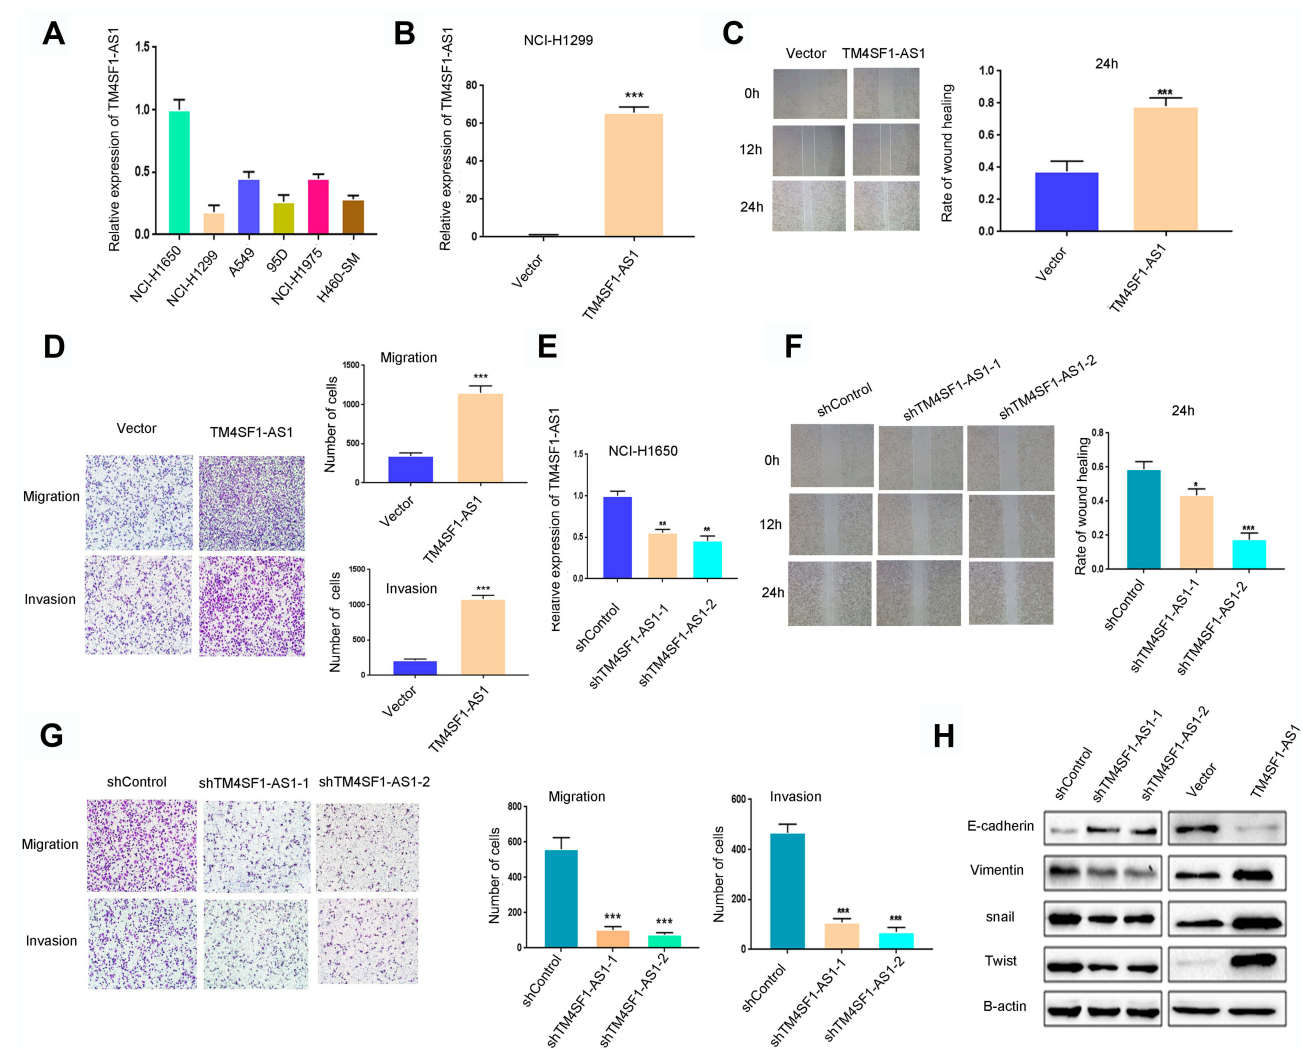 A
Relative expression of TM4SF1-AS1
1.5
1.0
0.5
0.0
NCI-H1650
NCI-H1299
A549
95D
NCI-H1975
H460-SM
B
NCI-H1299
Relative expression of TM4SF1-AS1
80
60
40
20
0
***
Vector
TM4SF1-AS1
C
Vector TM4SF1-AS1
0h
12h
24h
24h
Rate of wound healing
1.0
0.8
0.6
0.4
0.2
0.0
***
Vector
TM4SF1-AS1
D
Vector TM4SF1-AS1
Migration
Invasion
Migration
Number of cells
1500
1000
500
0
***
Vector
TM4SF1-AS1
Invasion
Number of cells
1500
1000
500
0
***
Vector
TM4SF1-AS1
E
NCI-H1650
Relative expression of TM4SF1-AS1
1.5
1.0
0.5
0.0
**
**
shControl
shTM4SF1-AS1-1
shTM4SF1-AS1-2
F
shControl
shTM4SF1-AS1-1
shTM4SF1-AS1-2
0h
12h
24h
24h
Rate of wound healing
0.8
0.6
0.4
0.2
0.0
*
***
shControl
shTM4SF1-AS1-1
shTM4SF1-AS1-2
G
shControl shTM4SF1-AS1-1 shTM4SF1-AS1-2
Migration
Invasion
Migration
Number of cells
800
600
400
200
0
***
***
shControl
shTM4SF1-AS1-1
shTM4SF1-AS1-2
Invasion
Number of cells
600
400
200
0
***
***
shControl
shTM4SF1-AS1-1
shTM4SF1-AS1-2
H
shControl
shTM4SF1-AS1-1
shTM4SF1-AS1-2
Vector
TM4SF1-AS1
E-cadherin
Vimentin
snail
Twist
B-actin